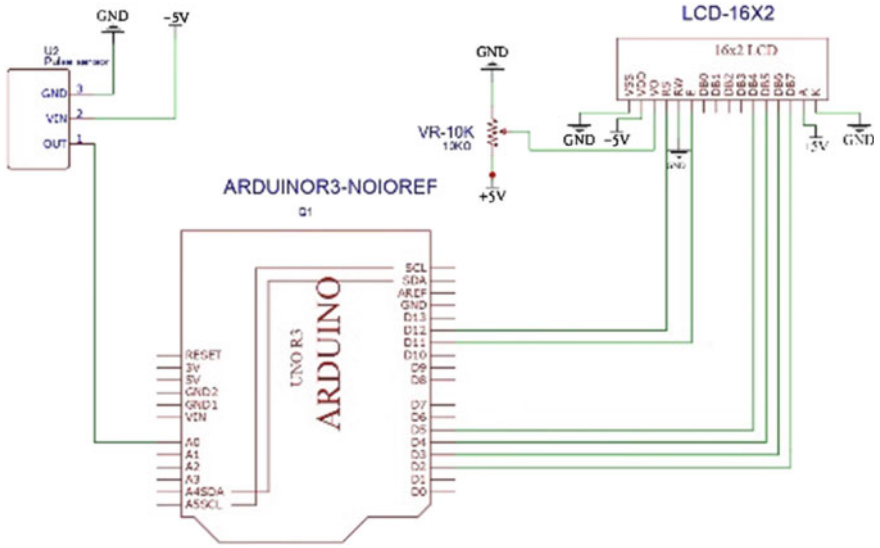 LCD-16X2
GND
-5V
U2
Pulse sensor
GND 3
VIN 2
OUT 1
GND
VR-10K
10KΩ
+5V
16x2 LCD
VSS
VDD
VO
RS
RW
E
DB0
DB1
DB2
DB3
DB4
DB5
DB6
DB7
A
K
GND
-5V
GND
+5V
GND
ARDUINOR3-NOIOREF
Q1
UNO R3
ARDUINO
RESET
3V
5V
GND2
GND1
VIN
A0
A1
A2
A3
A4SDA
A5SCL
SCL
SDA
AREF
GND
D13
D12
D11
D10
D9
D8
D7
D6
D5
D4
D3
D2
D1
D0